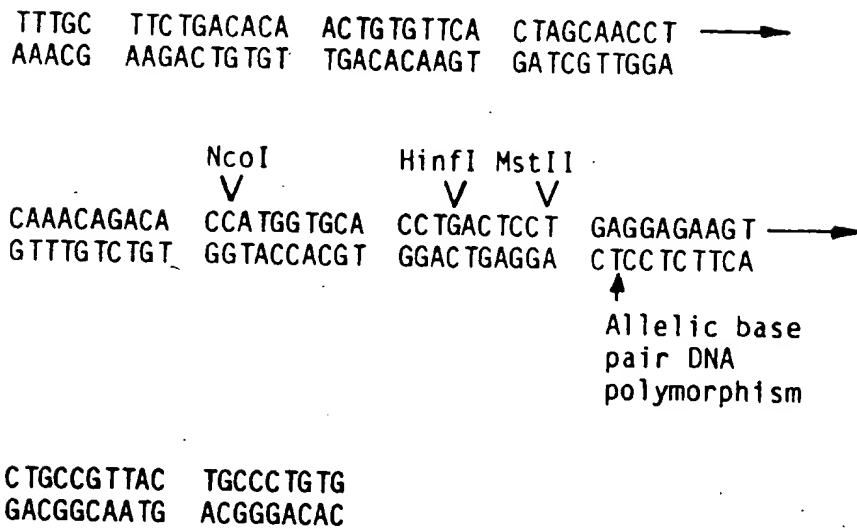 TTTGC TTCTGACACA ACTGTGTTCA CTAGCAACCT
AAACG AAGACTGTGT TGACACAAGT GATCGTTGGA
NcoI HinfI MstII
CAAACAGACA CCATGGTGCA CCTGACTCCT GAGGAGAAGT
GTTTGTCTGT GGTACCACGT GGACTGAGGA CTCCTCTTCA
Allelic base
pair DNA
polymorphism
CTGCCGTTAC TGCCCTGTG
GACGGCAATG ACGGGACAC